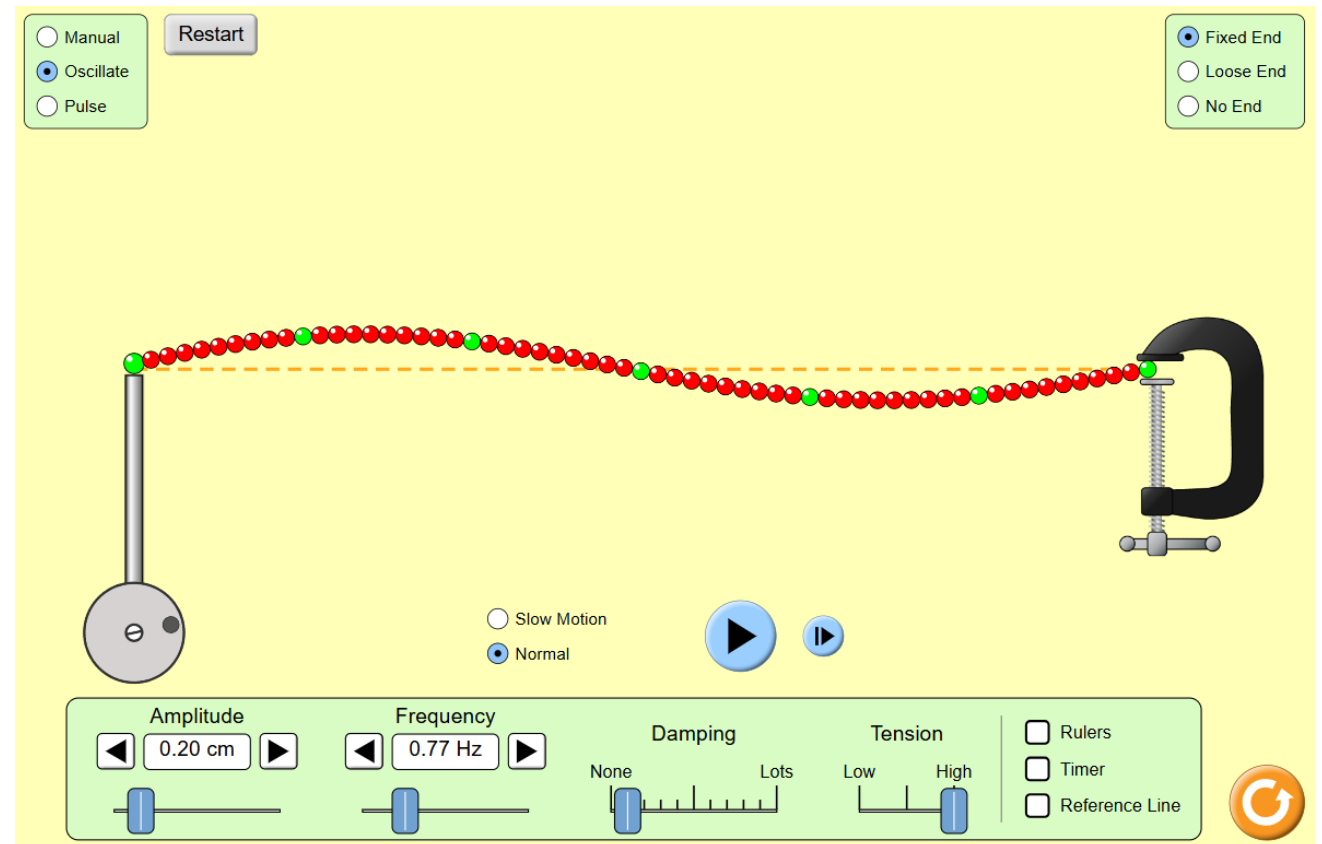 Manual
Oscillate
Pulse
Restart
Fixed End
Loose End
No End
Slow Motion
Normal
Amplitude
0.20 cm
Frequency
0.77 Hz
Damping
None
Lots
Tension
Low
High
Rulers
Timer
Reference Line